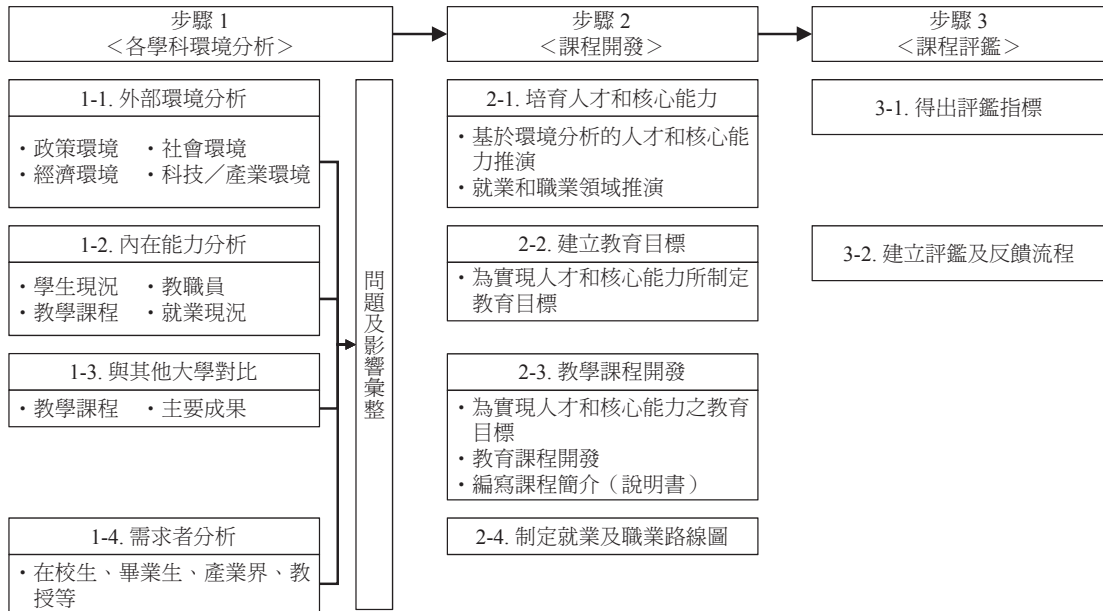 步驟 1
＜各學科環境分析＞
步驟 2
＜課程開發＞
步驟 3
＜課程評鑑＞
1-1. 外部環境分析
・政策環境 ・社會環境
・經濟環境 ・科技／產業環境
1-2. 內在能力分析
・學生現況 ・教職員
・教學課程 ・就業現況
1-3. 與其他大學對比
・教學課程 ・主要成果
1-4. 需求者分析
・在校生、畢業生、產業界、教
授等
問題及影響彙整
2-1. 培育人才和核心能力
・基於環境分析的人才和核心能
力推演
・就業和職業領域推演
2-2. 建立教育目標
・為實現人才和核心能力所制定
教育目標
2-3. 教學課程開發
・為實現人才和核心能力之教育
目標
・教育課程開發
・編寫課程簡介（說明書）
2-4. 制定就業及職業路線圖
3-1. 得出評鑑指標
3-2. 建立評鑑及反饋流程